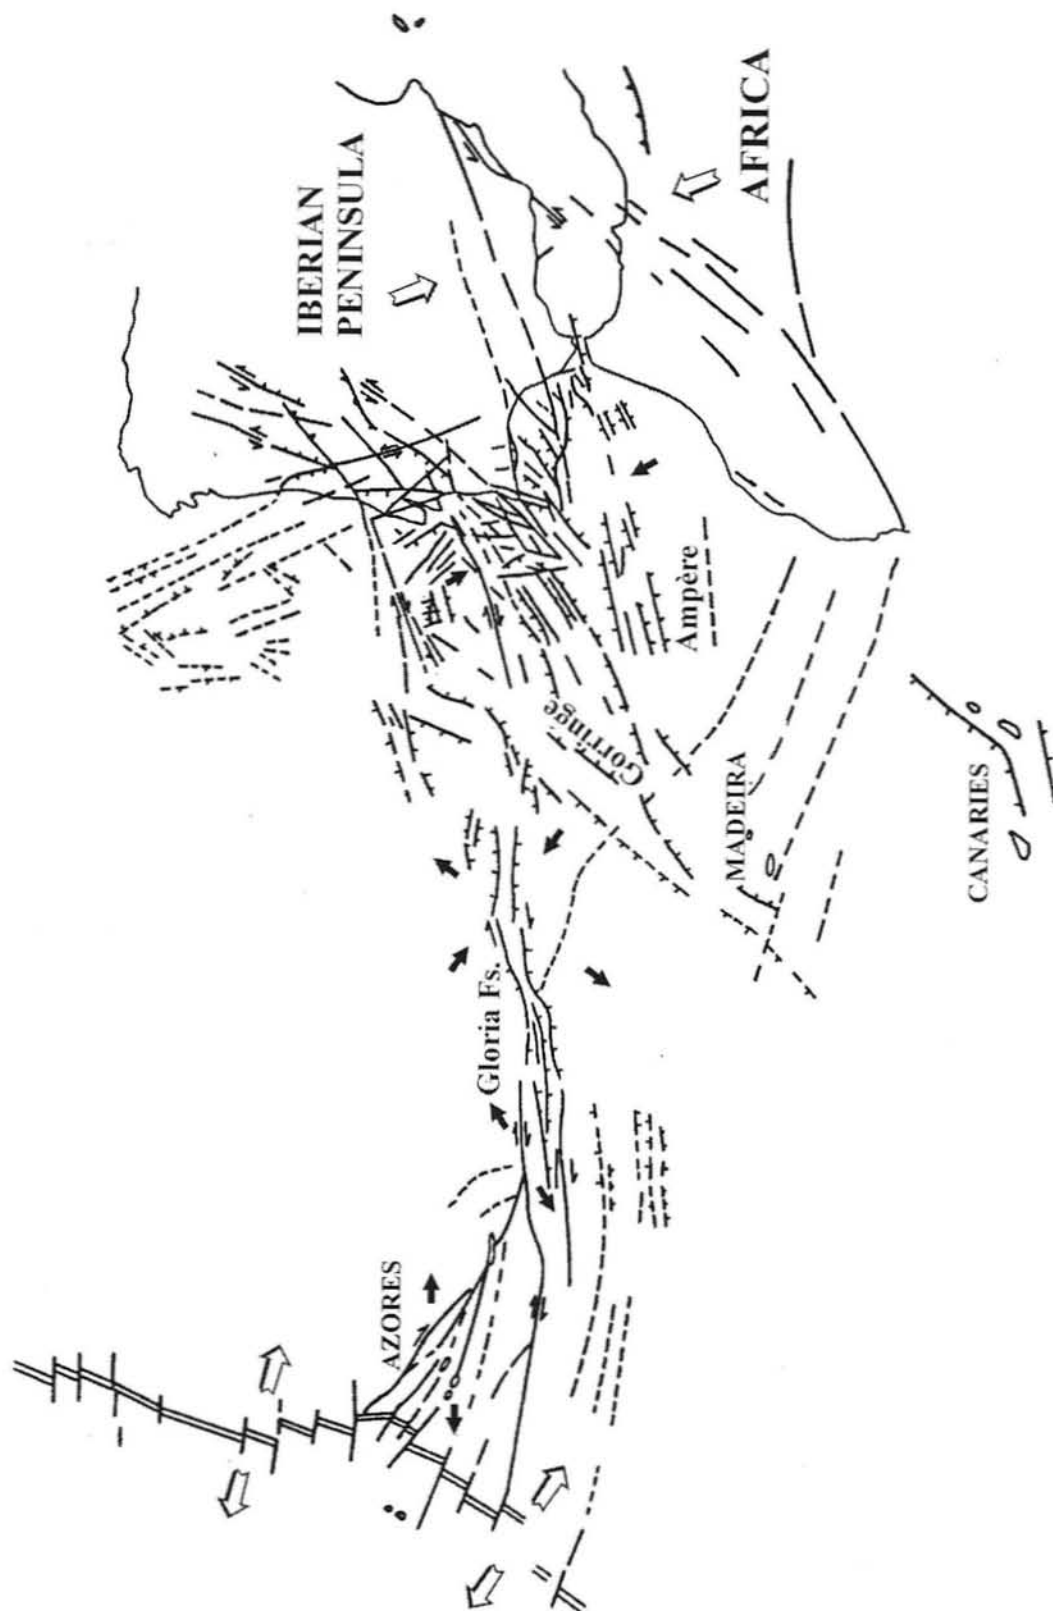 IBERIAN
PENINSULA
AFRICA
Ampère
Gorringe
MADEIRA
CANARIES
Gloria Fs.
AZORES